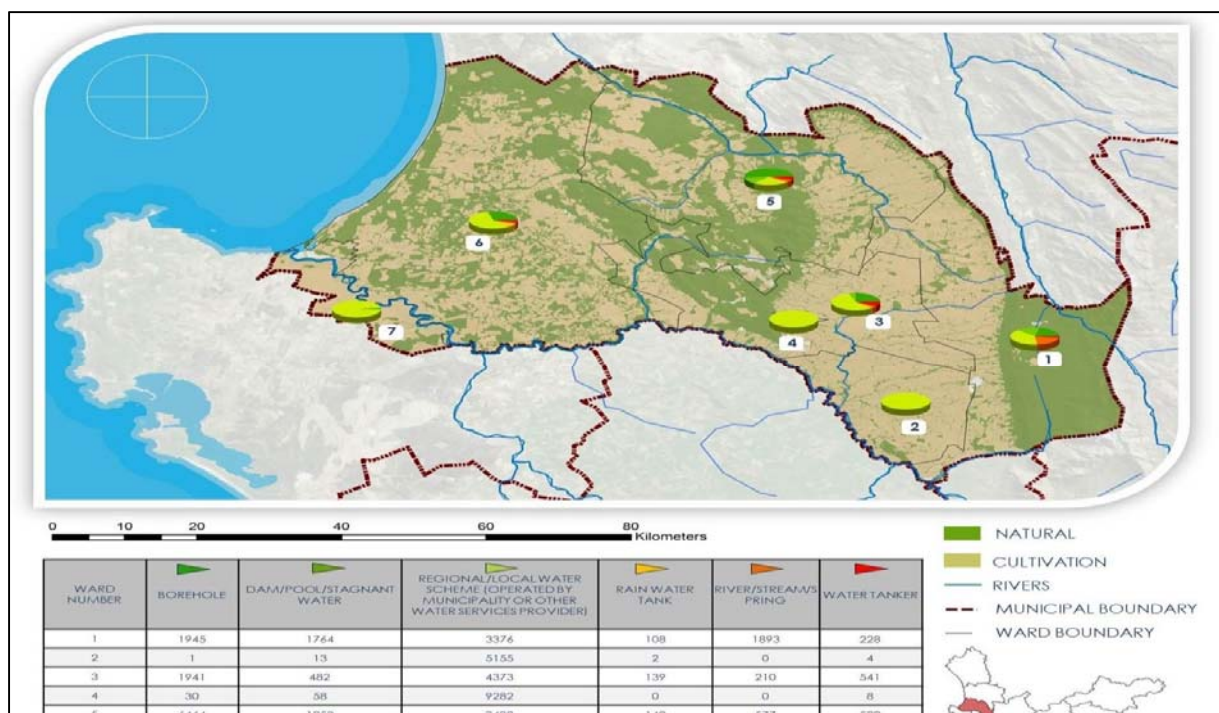 5
6
3
7
4
1
2
0 10 20 40 60 80
Kilometers
NATURAL
CULTIVATION
RIVERS
MUNICIPAL BOUNDARY
WARD BOUNDARY
WARD NUMBER
BOREHOLE
DAM/POOL/STAGNANT WATER
REGIONAL/LOCAL WATER SCHEME (OPERATED BY MUNICIPALITY OR OTHER WATER SERVICES PROVIDER)
RAIN WATER TANK
RIVER/STREAM/S PRING
WATER TANKER
1 1945 1764 3376 108 1893 228
2 1 13 5155 2 0 4
3 1941 482 4373 139 210 541
4 30 58 9282 0 0 8